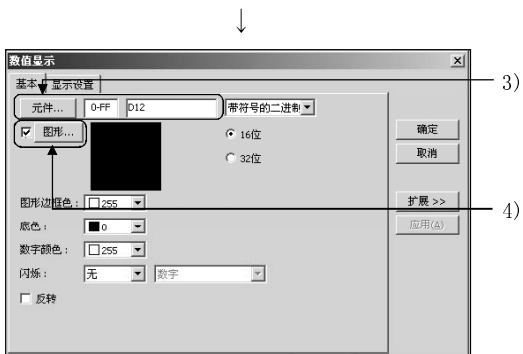 ↓
数值显示
基本 显示设置
3)
元件... 0-FF D12 带符号的二进制
图形... 16位 确定
32位 取消
图形边框色： 255 扩展 >>
4)
底色： 0 应用(A)
数字颜色： 255
闪烁： 无 数字
反转